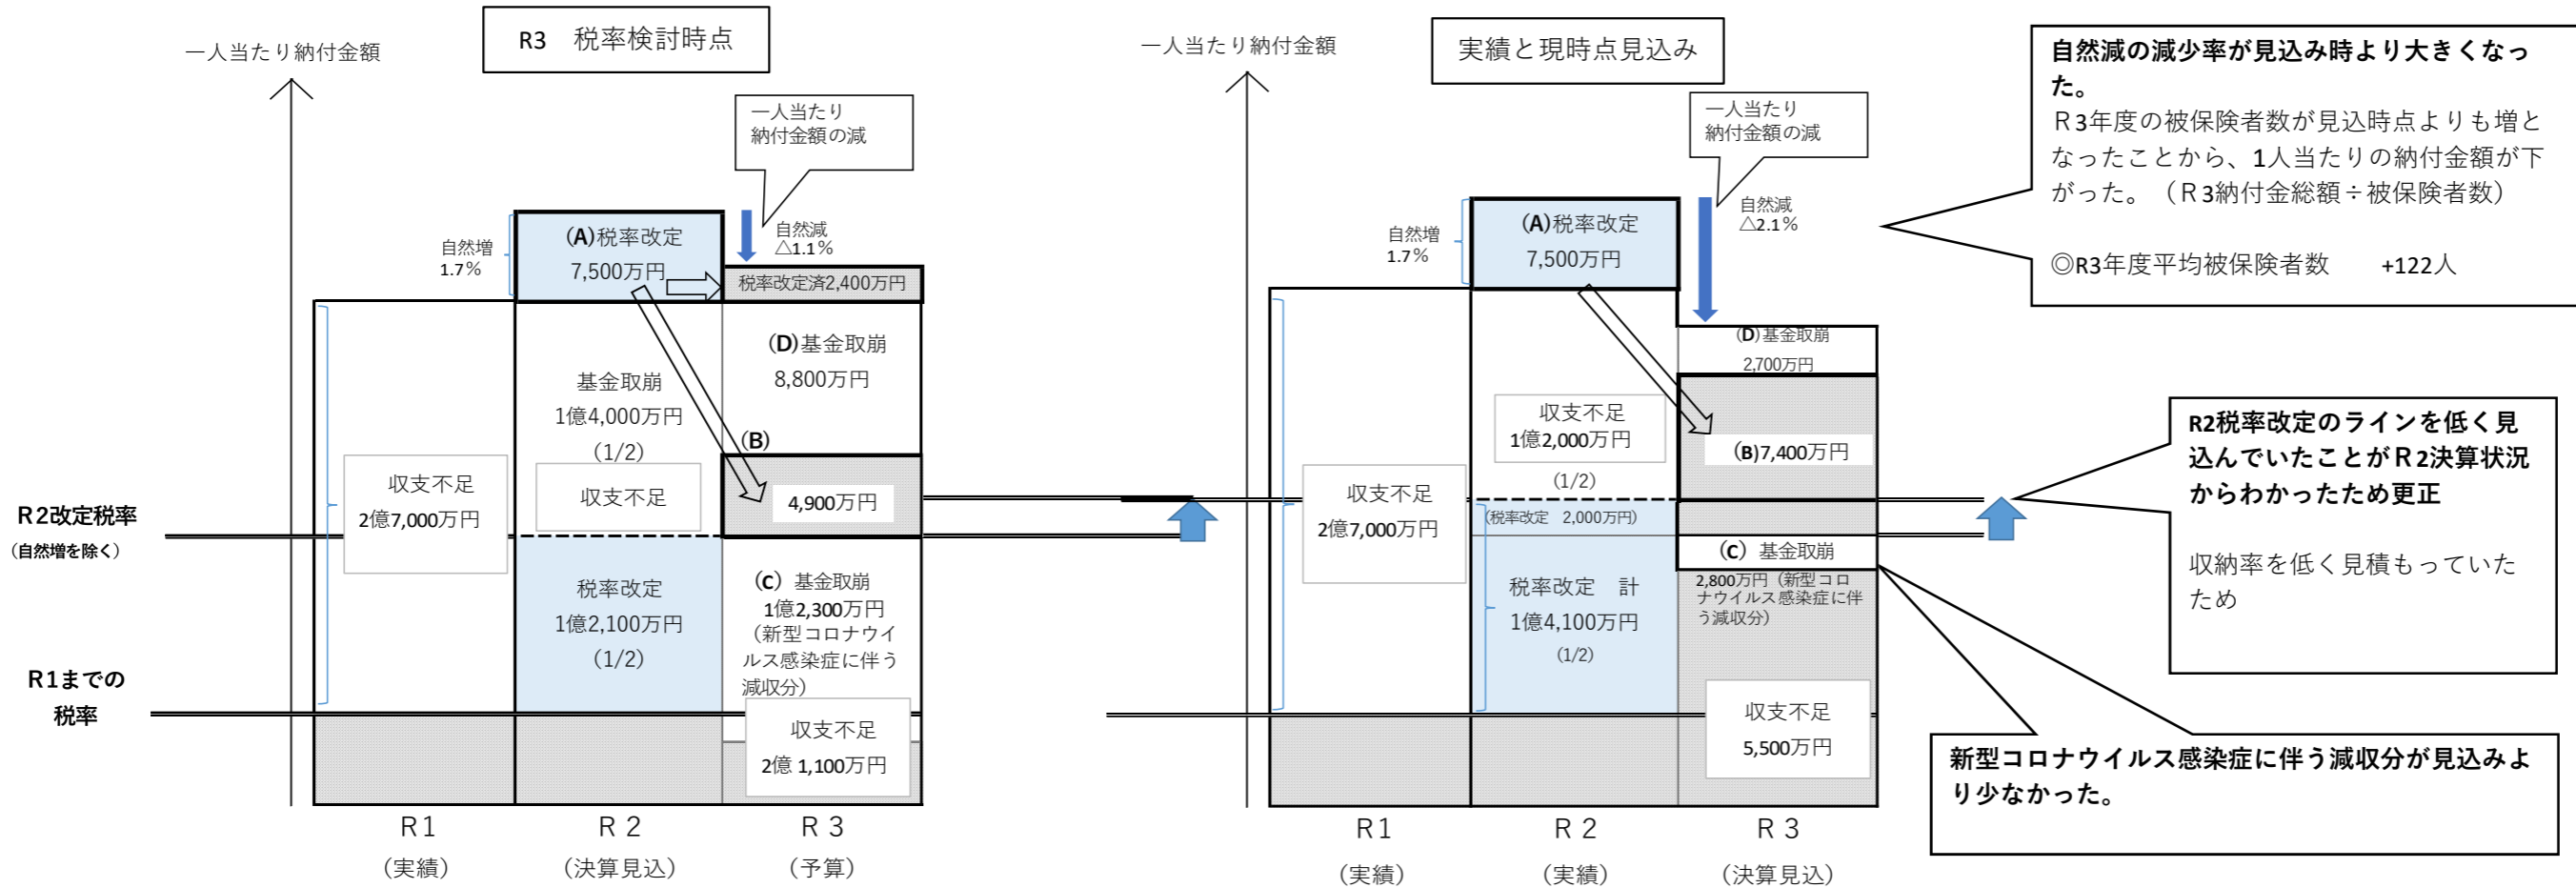 R3　税率検討時点
一人当たり納付金額
一人当たり
納付金額の減
自然増
1.7％
(A)税率改定
7,500万円
自然減
△1.1％
税率改定済2,400万円
(D)基金取崩
8,800万円
基金取崩
1億4,000万円
(1/2)
(B)
収支不足
4,900万円
収支不足
2億7,000万円
R2改定税率
(自然増を除く)
税率改定
1億2,100万円
(1/2)
(C) 基金取崩
1億2,300万円
（新型コロナウイ
ルス感染症に伴う
減収分）
R1までの
税率
収支不足
2億 1,100万円
R1
（実績）
R 2
（決算見込）
R 3
（予算）
実績と現時点見込み
一人当たり納付金額
一人当たり
納付金額の減
自然増
1.7％
(A)税率改定
7,500万円
自然減
△2.1％
(D)基金取崩
2,700万円
収支不足
1億2,000万円
(1/2)
(B)7,400万円
収支不足
2億7,000万円
(税率改定　2,000万円)
(C) 基金取崩
2,800万円（新型コロ
ナウイルス感染症に伴
う減収分）
税率改定　計
1億4,100万円
(1/2)
収支不足
5,500万円
R1
（実績）
R 2
（実績）
R 3
（決算見込）
自然減の減少率が見込み時より大きくなっ
た。
Ｒ3年度の被保険者数が見込時点よりも増と
なったことから、1人当たりの納付金額が下
がった。（Ｒ3納付金総額÷被保険者数）
◎R3年度平均被保険者数　　+122人
R2税率改定のラインを低く見
込んでいたことがＲ2決算状況
からわかったため更正
収納率を低く見積もっていた
ため
新型コロナウイルス感染症に伴う減収分が見込みよ
り少なかった。